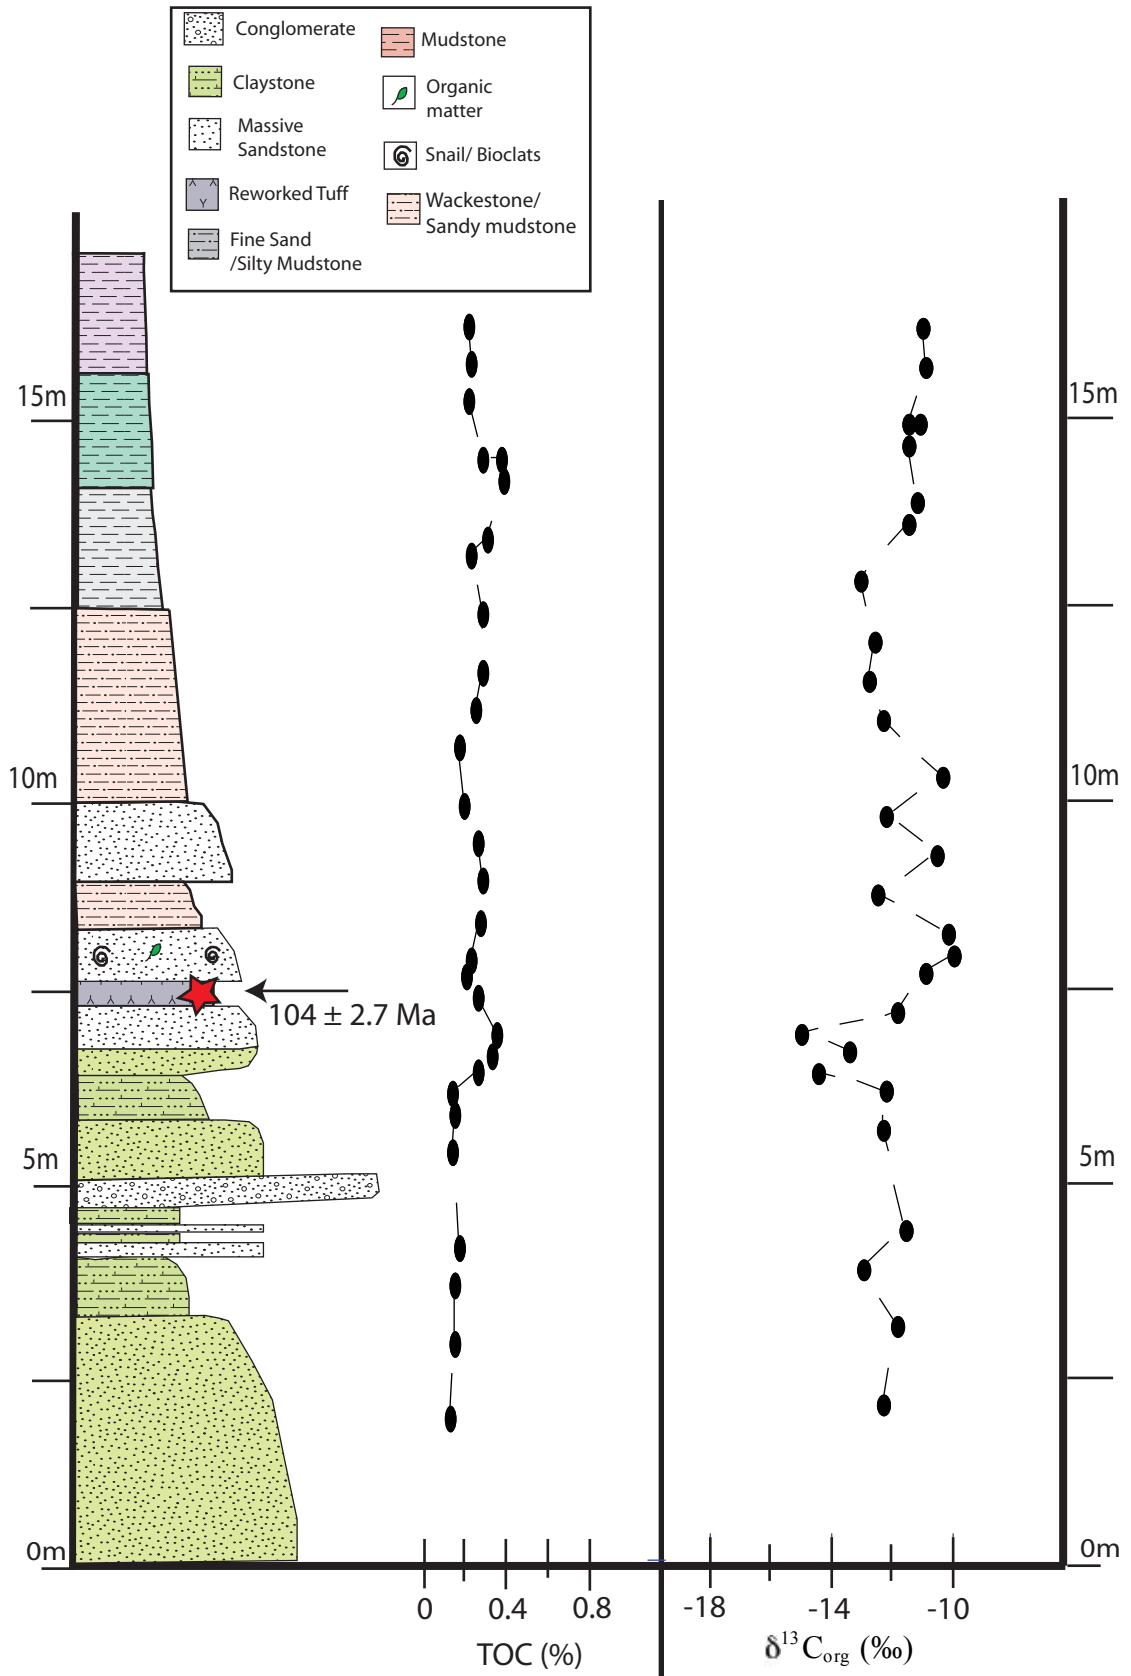 Conglomerate
Mudstone
Claystone
Organic
matter
Massive
Sandstone
Snail/ Bioclats
Reworked Tuff
Wackestone/
Sandy mudstone
Fine Sand
/Silty Mudstone
15m
15m
10m
10m
104 ± 2.7 Ma
5m
5m
0m
0m
0 0.4 0.8
-18 -14 -10
TOC (%)
δ¹³Corg (‰)